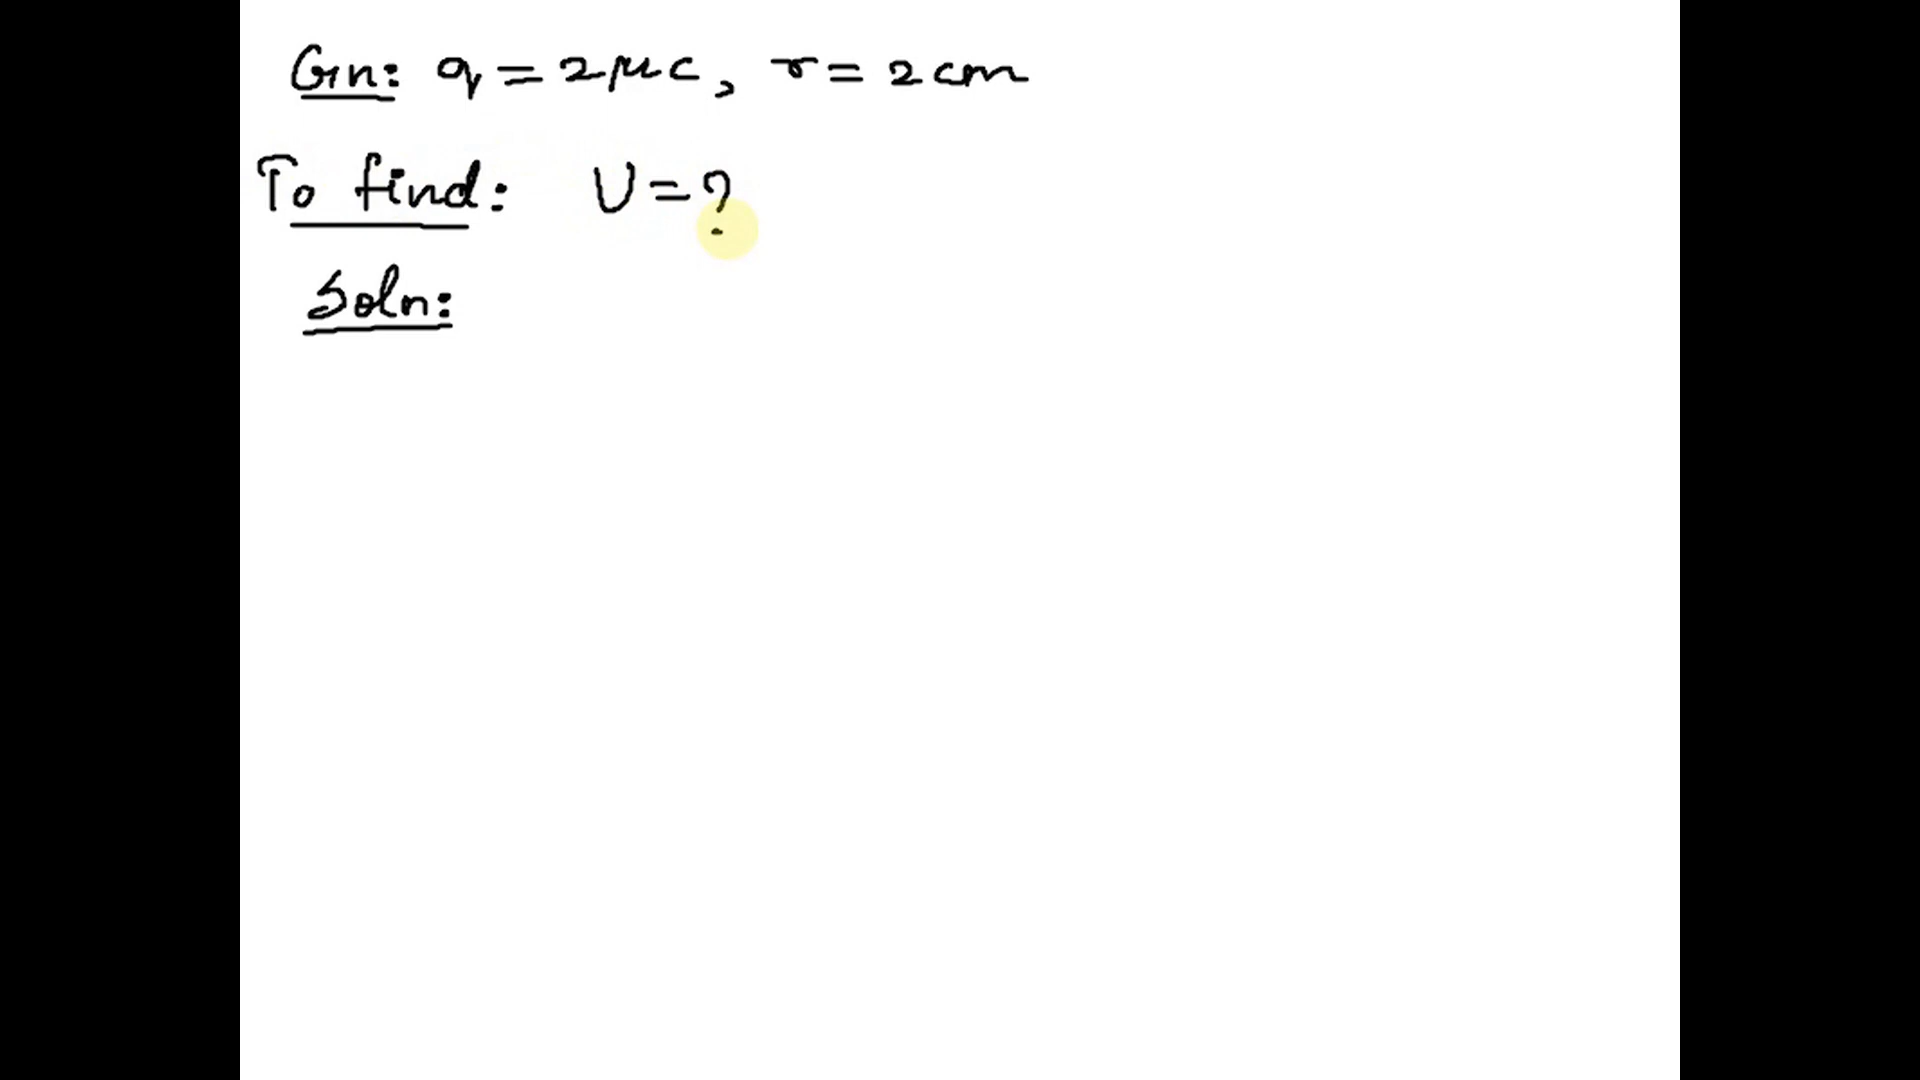 Gn: q = 2μc, r = 2cm
To find: U = ?
Soln: